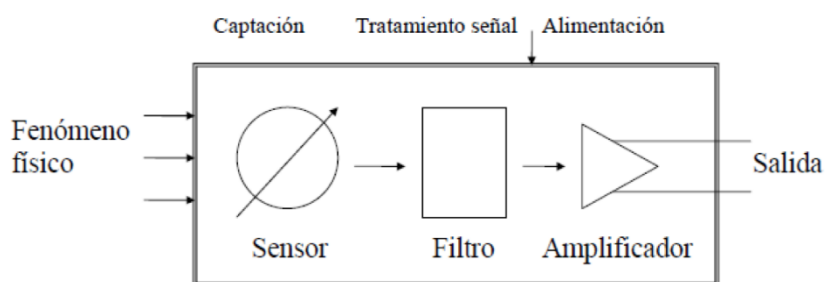 Captación
Tratamiento señal
Alimentación
Fenómeno
físico
Salida
Sensor
Filtro
Amplificador